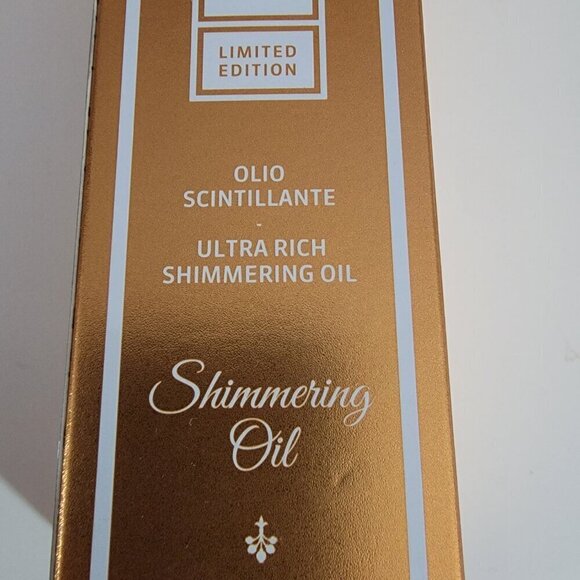 LIMITED
EDITION
OLIO
SCINTILLANTE
-
ULTRA RICH
SHIMMERING OIL
Shimmering
Oil